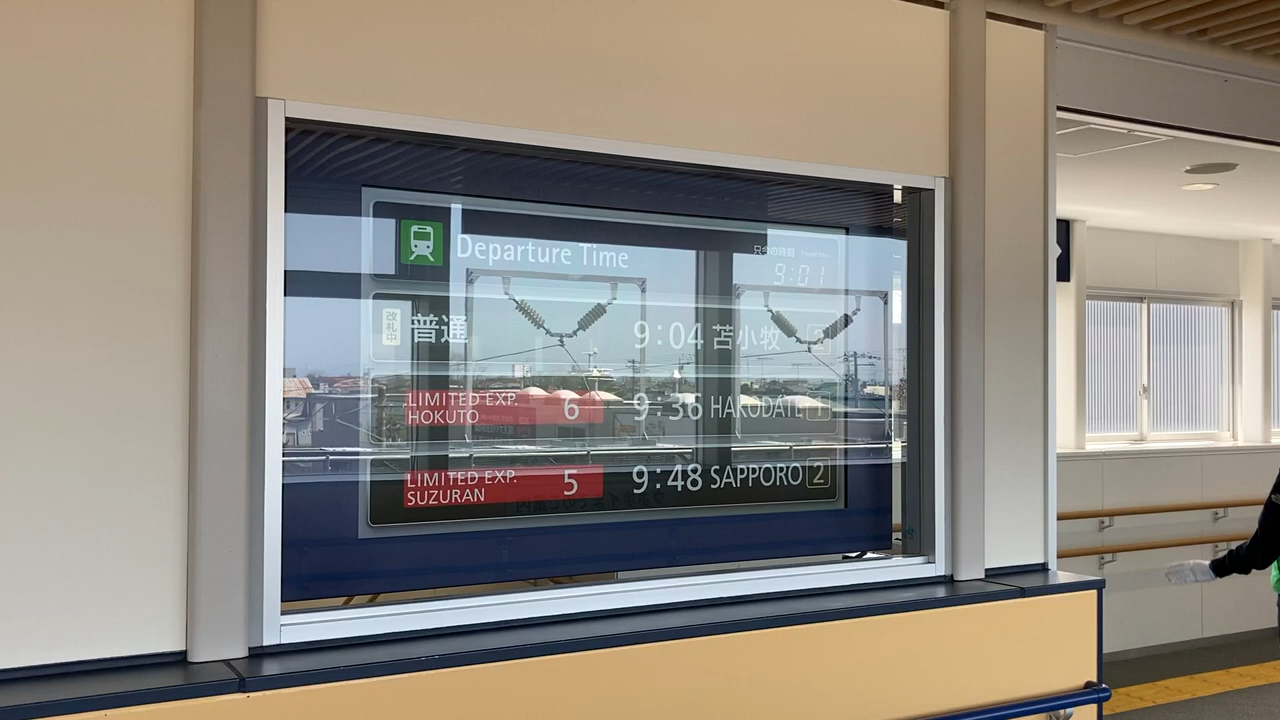 Departure Time
只今の時間
9:01
改札中 普通 9:04 苫小牧 2
LIMITED EXP.
HOKUTO 6 9:36 HAKODATE 1
LIMITED EXP.
SUZURAN 5 9:48 SAPPORO 2